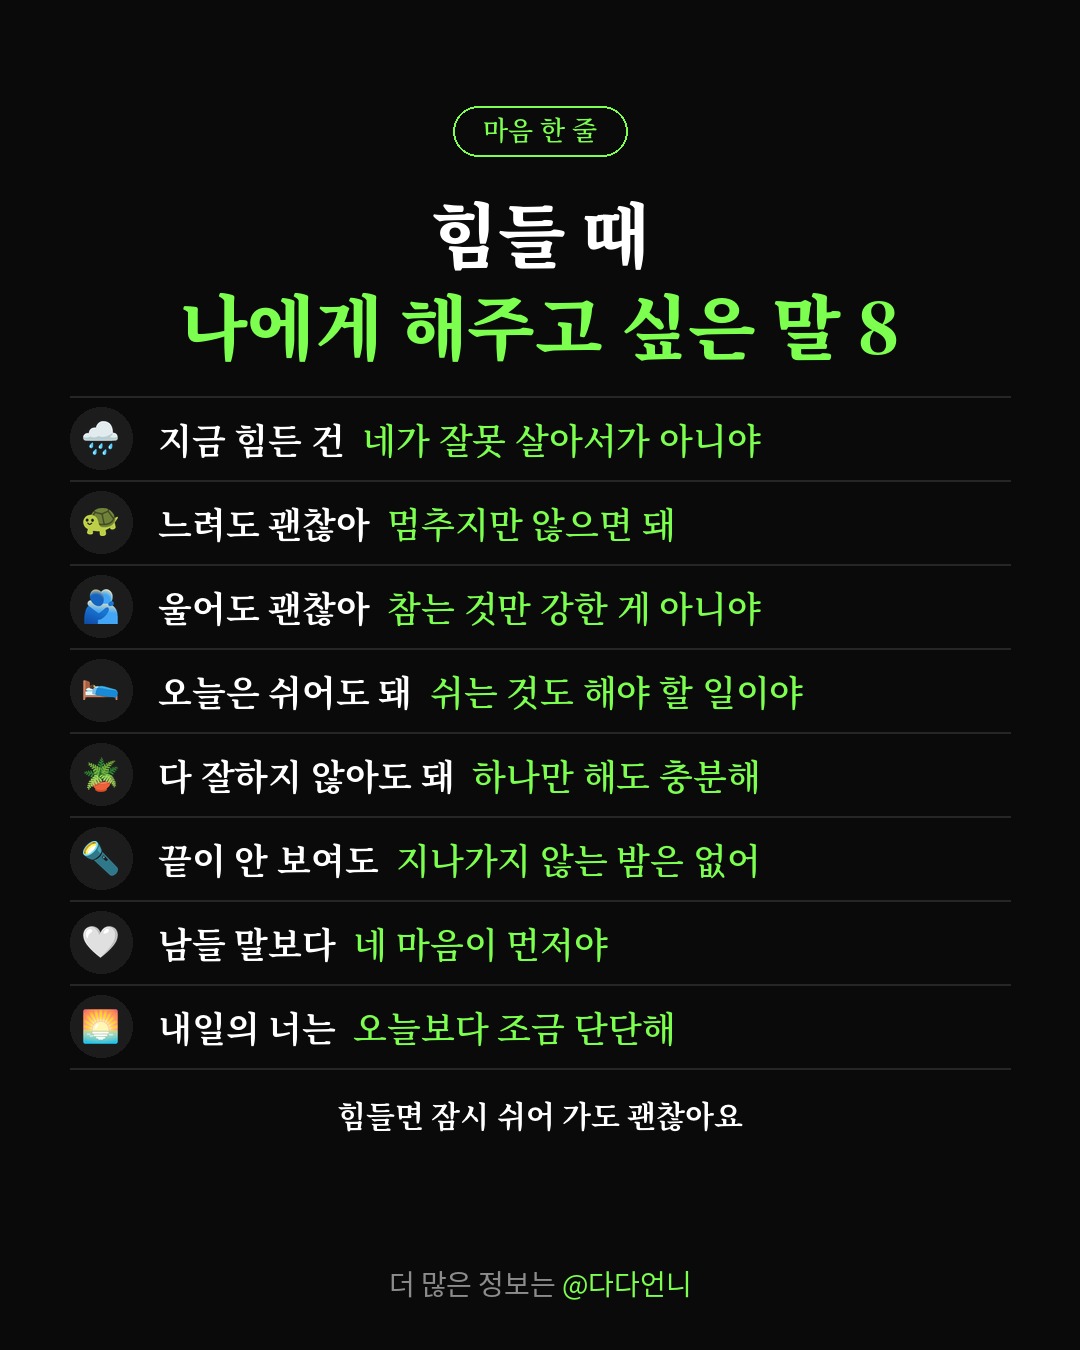 마음 한 줄
힘들 때
나에게 해주고 싶은 말 8
지금 힘든 건 네가 잘못 살아서가 아니야
느려도 괜찮아 멈추지만 않으면 돼
울어도 괜찮아 참는 것만 강한 게 아니야
오늘은 쉬어도 돼 쉬는 것도 해야 할 일이야
다 잘하지 않아도 돼 하나만 해도 충분해
끝이 안 보여도 지나가지 않는 밤은 없어
남들 말보다 네 마음이 먼저야
내일의 너는 오늘보다 조금 단단해
힘들면 잠시 쉬어 가도 괜찮아요
더 많은 정보는 @다다언니